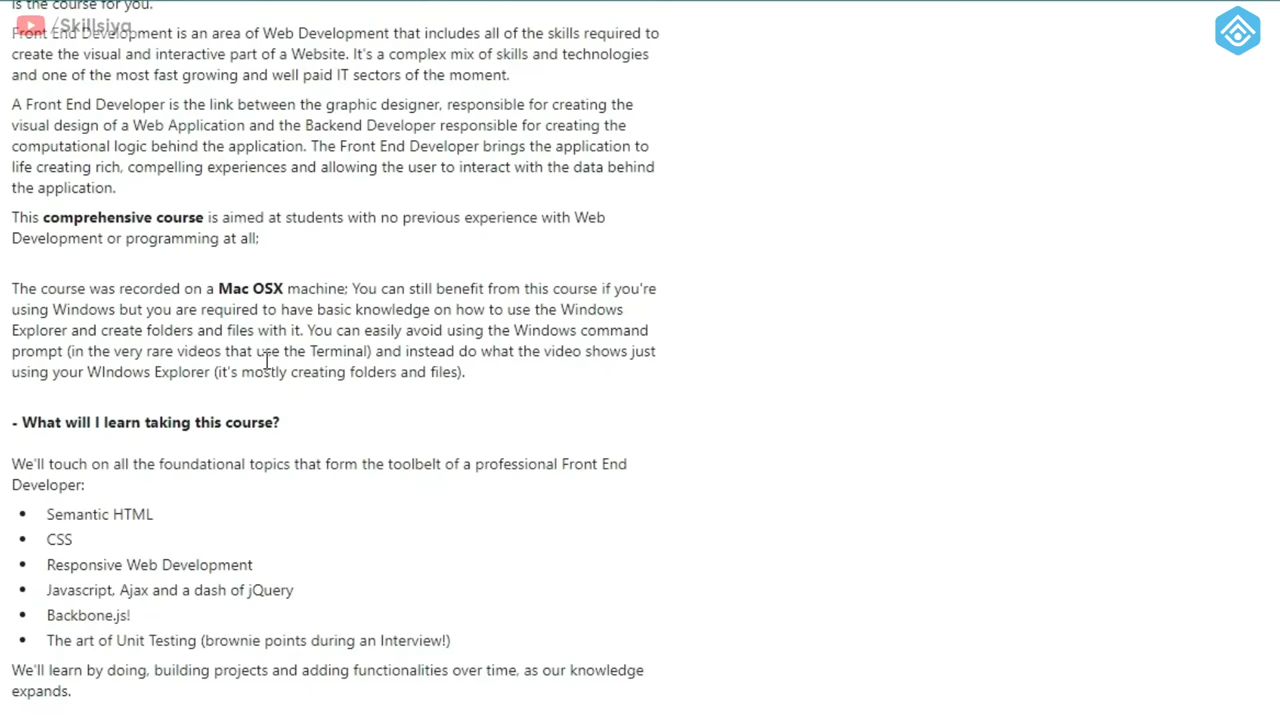 is the course for you.
/Skillsiya
Front End Development is an area of Web Development that includes all of the skills required to
create the visual and interactive part of a Website. It's a complex mix of skills and technologies
and one of the most fast growing and well paid IT sectors of the moment.
A Front End Developer is the link between the graphic designer, responsible for creating the
visual design of a Web Application and the Backend Developer responsible for creating the
computational logic behind the application. The Front End Developer brings the application to
life creating rich, compelling experiences and allowing the user to interact with the data behind
the application.
This comprehensive course is aimed at students with no previous experience with Web
Development or programming at all;
The course was recorded on a Mac OSX machine; You can still benefit from this course if you're
using Windows but you are required to have basic knowledge on how to use the Windows
Explorer and create folders and files with it. You can easily avoid using the Windows command
prompt (in the very rare videos that use the Terminal) and instead do what the video shows just
using your WIndows Explorer (it's mostly creating folders and files).
- What will I learn taking this course?
We'll touch on all the foundational topics that form the toolbelt of a professional Front End
Developer:
• Semantic HTML
• CSS
• Responsive Web Development
• Javascript, Ajax and a dash of jQuery
• Backbone.js!
• The art of Unit Testing (brownie points during an Interview!)
We'll learn by doing, building projects and adding functionalities over time, as our knowledge
expands.